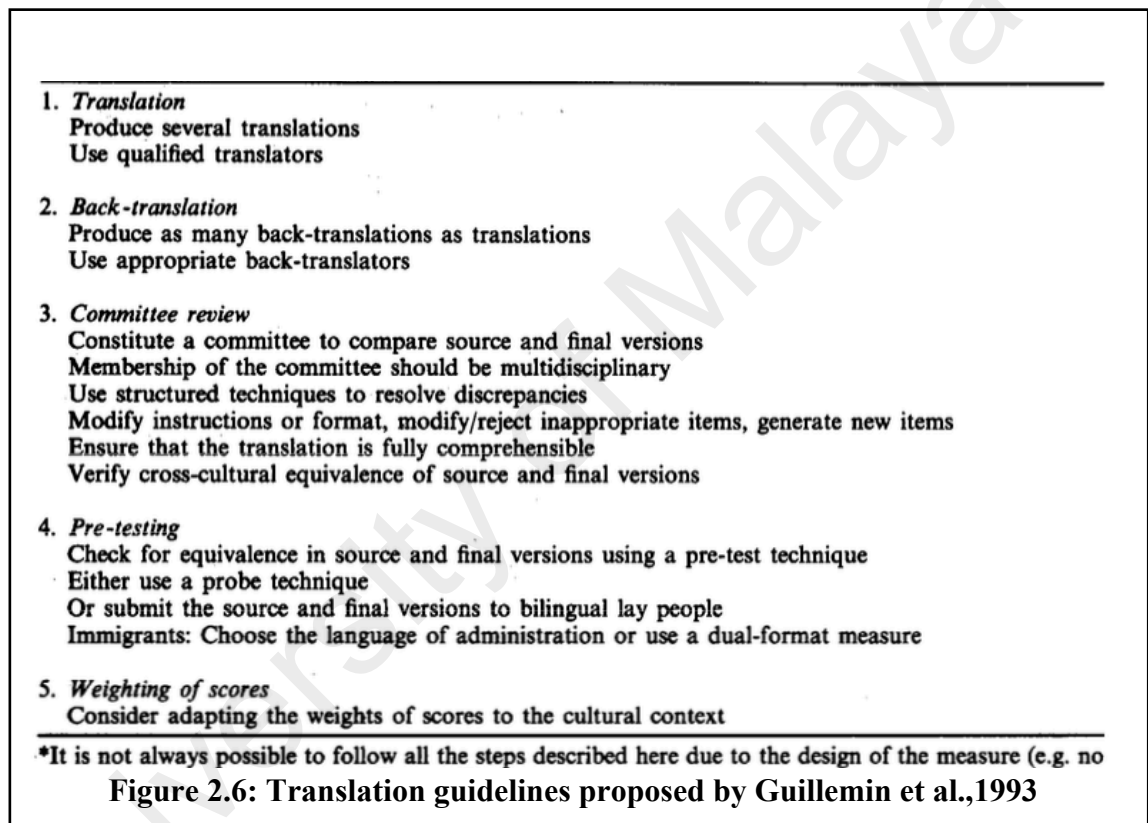 1. Translation
Produce several translations
Use qualified translators
2. Back-translation
Produce as many back-translations as translations
Use appropriate back-translators
3. Committee review
Constitute a committee to compare source and final versions
Membership of the committee should be multidisciplinary
Use structured techniques to resolve discrepancies
Modify instructions or format, modify/reject inappropriate items, generate new items
Ensure that the translation is fully comprehensible
Verify cross-cultural equivalence of source and final versions
4. Pre-testing
Check for equivalence in source and final versions using a pre-test technique
Either use a probe technique
Or submit the source and final versions to bilingual lay people
Immigrants: Choose the language of administration or use a dual-format measure
5. Weighting of scores
Consider adapting the weights of scores to the cultural context
*It is not always possible to follow all the steps described here due to the design of the measure (e.g. no
Figure 2.6: Translation guidelines proposed by Guillemin et al.,1993
iversity of Malaya